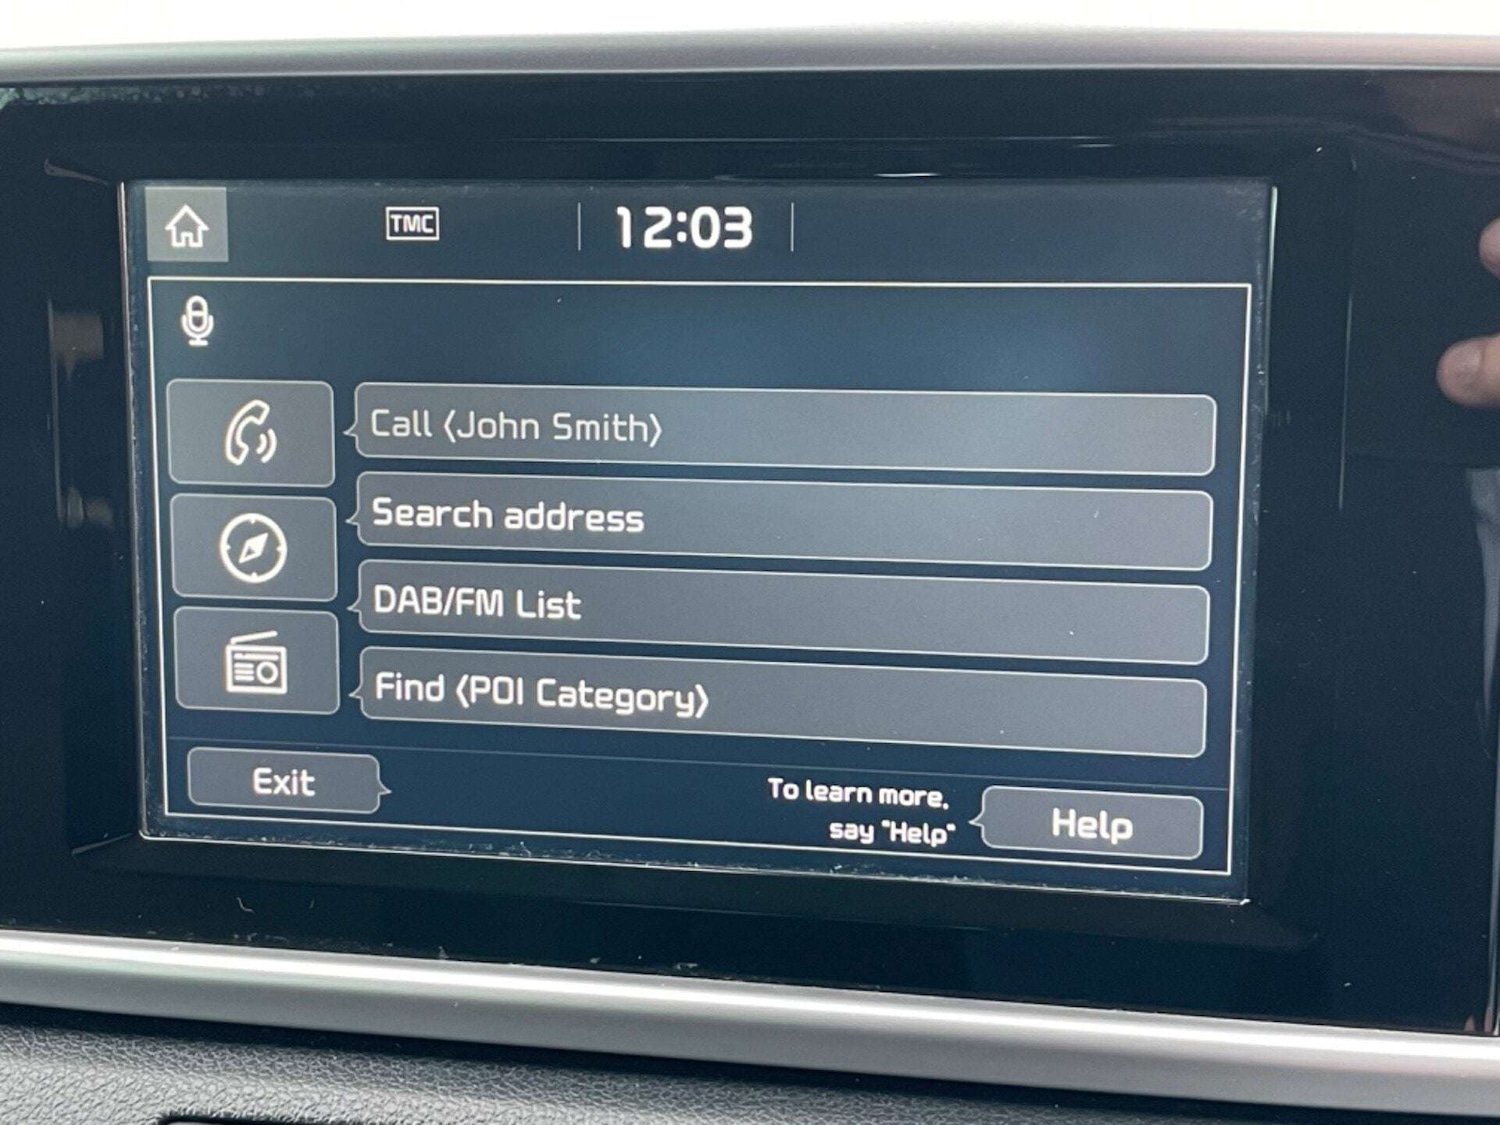 TMC
12:03
Call <John Smith>
Search address
DAB/FM List
Find <POI Category>
Exit
To learn more,
say "Help"
Help